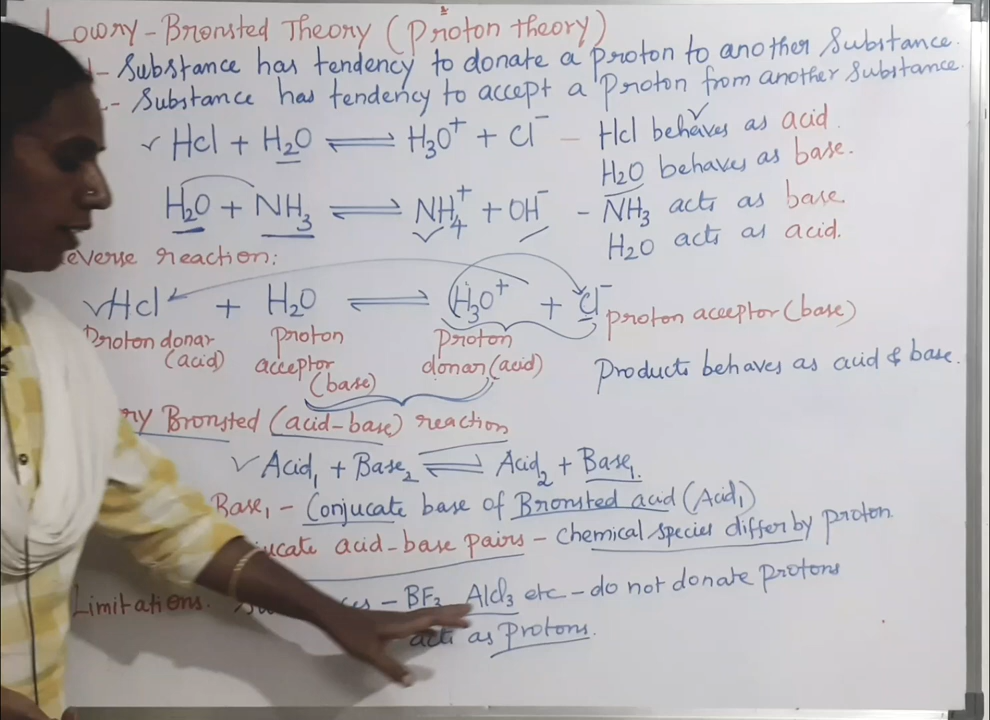 Lowry-Bronsted Theory (Proton theory)
- Substance has tendency to donate a proton to another Substance.
- Substance has tendency to accept a Proton from another Substance.
✓ Hcl + H2O ⇌ H3O+ + Cl- - Hcl behaves as acid.
H2O behaves as base.
H2O + NH3 ⇌ NH4+ + OH- - NH3 acts as base.
H2O acts as acid.
everse reaction:
✓ Hcl + H2O ⇌ H3O+ + Cl- proton acceptor (base)
Proton donar (acid)
proton acceptor (base)
proton donar (acid)
Products behaves as acid & base.
ry Bronsted (acid-base) reaction
✓ Acid1 + Base2 ⇌ Acid2 + Base1.
Base1 - Conjucate base of Bronsted acid (Acid1)
jucate acid-base pairs - chemical species differ by proton
Limitations. - BF3 Alcl3 etc - do not donate protons
acts as protons.